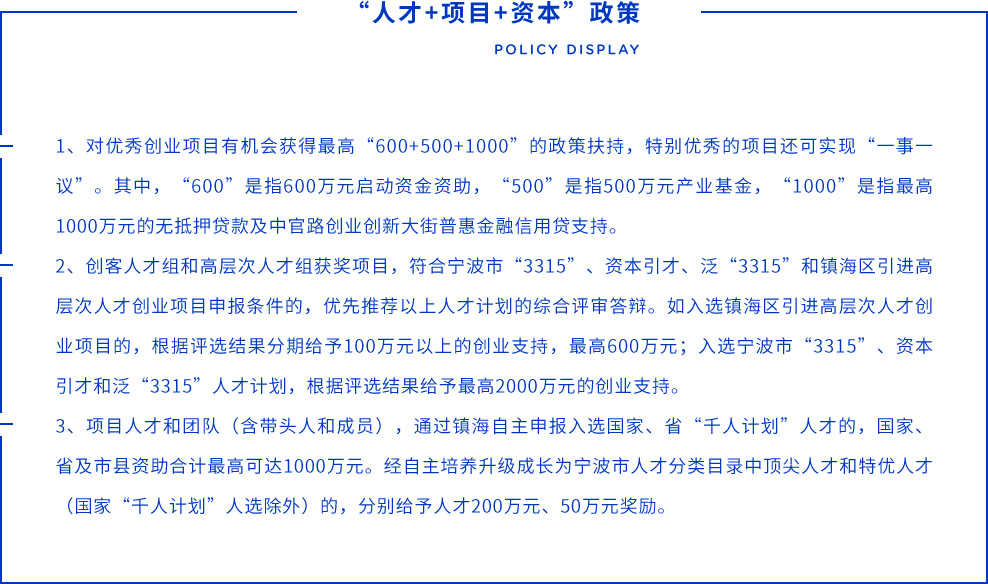 “人才+项目+资本”政策
POLICY DISPLAY
1、对优秀创业项目有机会获得最高“600+500+1000”的政策扶持，特别优秀的项目还可实现“一事一
议”。其中，“600”是指600万元启动资金资助，“500”是指500万元产业基金，“1000”是指最高
1000万元的无抵押贷款及中官路创业创新大街普惠金融信用贷支持。
2、创客人才组和高层次人才组获奖项目，符合宁波市“3315”、资本引才、泛“3315”和镇海区引进高
层次人才创业项目申报条件的，优先推荐以上人才计划的综合评审答辩。如入选镇海区引进高层次人才创
业项目的，根据评选结果分期给予100万元以上的创业支持，最高600万元；入选宁波市“3315”、资本
引才和泛“3315”人才计划，根据评选结果给予最高2000万元的创业支持。
3、项目人才和团队（含带头人和成员），通过镇海自主申报入选国家、省“千人计划”人才的，国家、
省及市县资助合计最高可达1000万元。经自主培养升级成长为宁波市人才分类目录中顶尖人才和特优人才
（国家“千人计划”人选除外）的，分别给予人才200万元、50万元奖励。